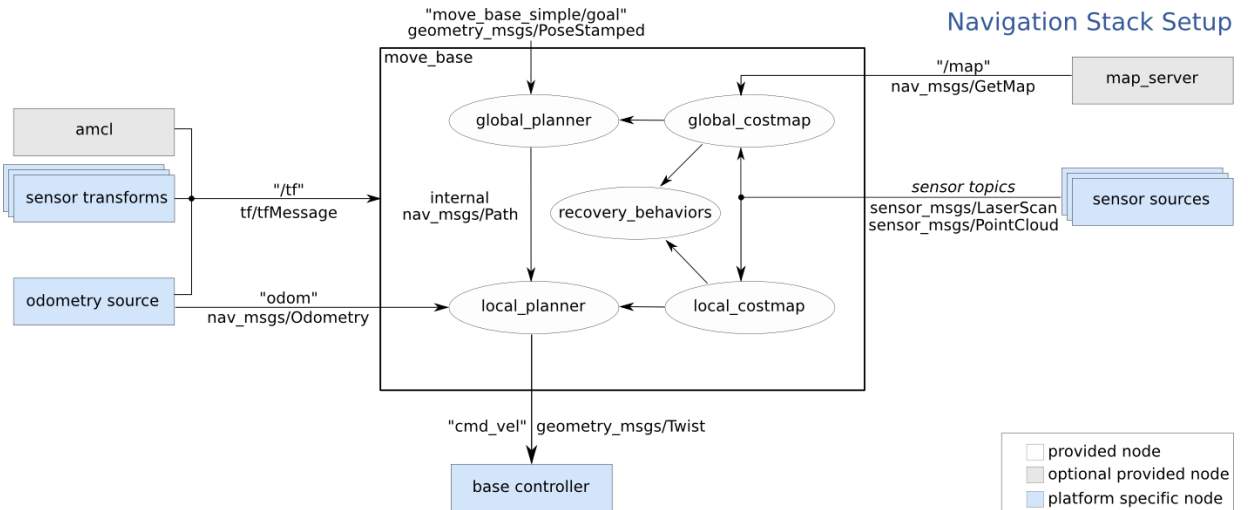 "move_base_simple/goal"
geometry_msgs/PoseStamped
Navigation Stack Setup
move_base
"/map"
nav_msgs/GetMap
map_server
amcl
global_planner
global_costmap
sensor transforms
"/tf"
tf/tfMessage
internal
nav_msgs/Path
recovery_behaviors
sensor topics
sensor_msgs/LaserScan
sensor_msgs/PointCloud
sensor sources
odometry source
"odom"
nav_msgs/Odometry
local_planner
local_costmap
"cmd_vel" geometry_msgs/Twist
base controller
provided node
optional provided node
platform specific node